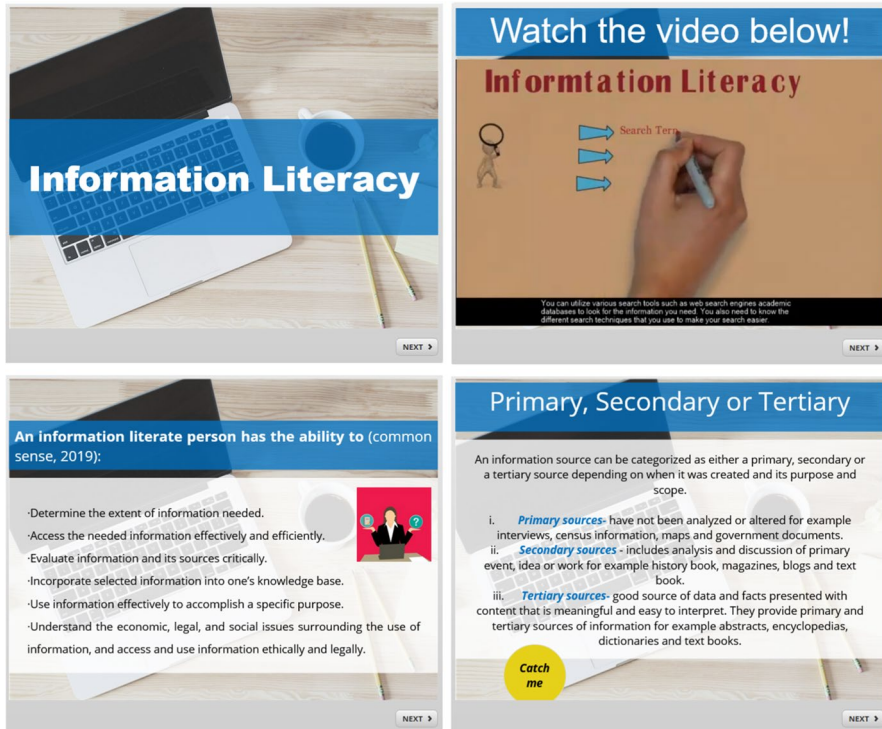 Information Literacy
NEXT >
Watch the video below!
Informtation Literacy
Search Term
You can utilize various search tools such as web search engines academic
databases to look for the information you need. You also need to know the
different search techniques that you use to make your search easier.
NEXT >
An information literate person has the ability to (common
sense, 2019):
·Determine the extent of information needed.
·Access the needed information effectively and efficiently.
·Evaluate information and its sources critically.
·Incorporate selected information into one's knowledge base.
·Use information effectively to accomplish a specific purpose.
·Understand the economic, legal, and social issues surrounding the use of
information, and access and use information ethically and legally.
NEXT >
Primary, Secondary or Tertiary
An information source can be categorized as either a primary, secondary or
a tertiary source depending on when it was created and its purpose and
scope.
i. Primary sources- have not been analyzed or altered for example
interviews, census information, maps and government documents.
ii. Secondary sources - includes analysis and discussion of primary
event, idea or work for example history book, magazines, blogs and text
book.
iii. Tertiary sources- good source of data and facts presented with
content that is meaningful and easy to interpret. They provide primary and
tertiary sources of information for example abstracts, encyclopedias,
dictionaries and text books.
Catch
me
NEXT >